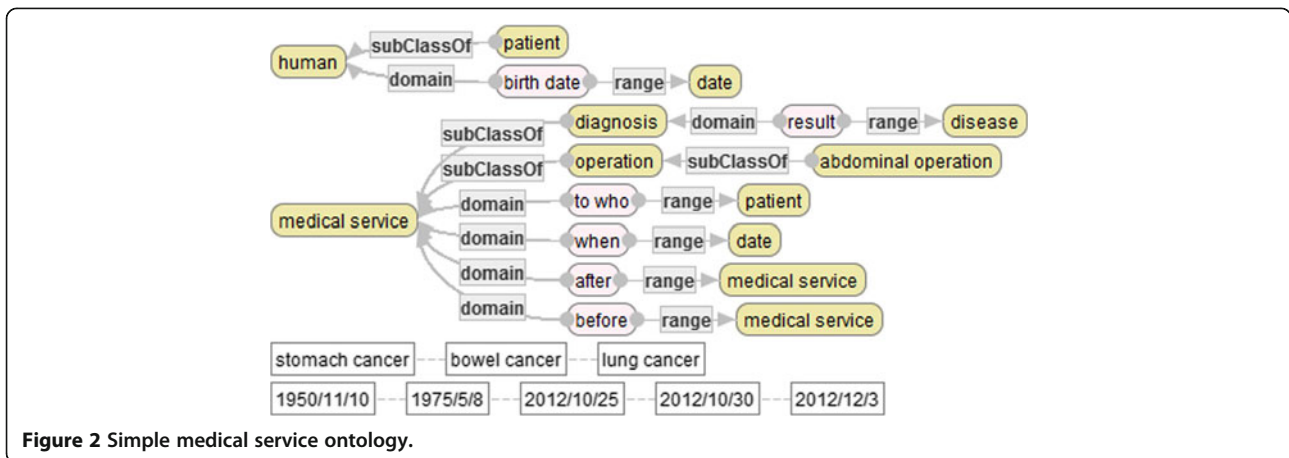 human subClassOf patient
domain birth date range date
subClassOf diagnosis domain result range disease
subClassOf operation subClassOf abdominal operation
medical service domain to who range patient
domain when range date
domain after range medical service
domain before range medical service
stomach cancer bowel cancer lung cancer
1950/11/10 1975/5/8 2012/10/25 2012/10/30 2012/12/3
Figure 2 Simple medical service ontology.